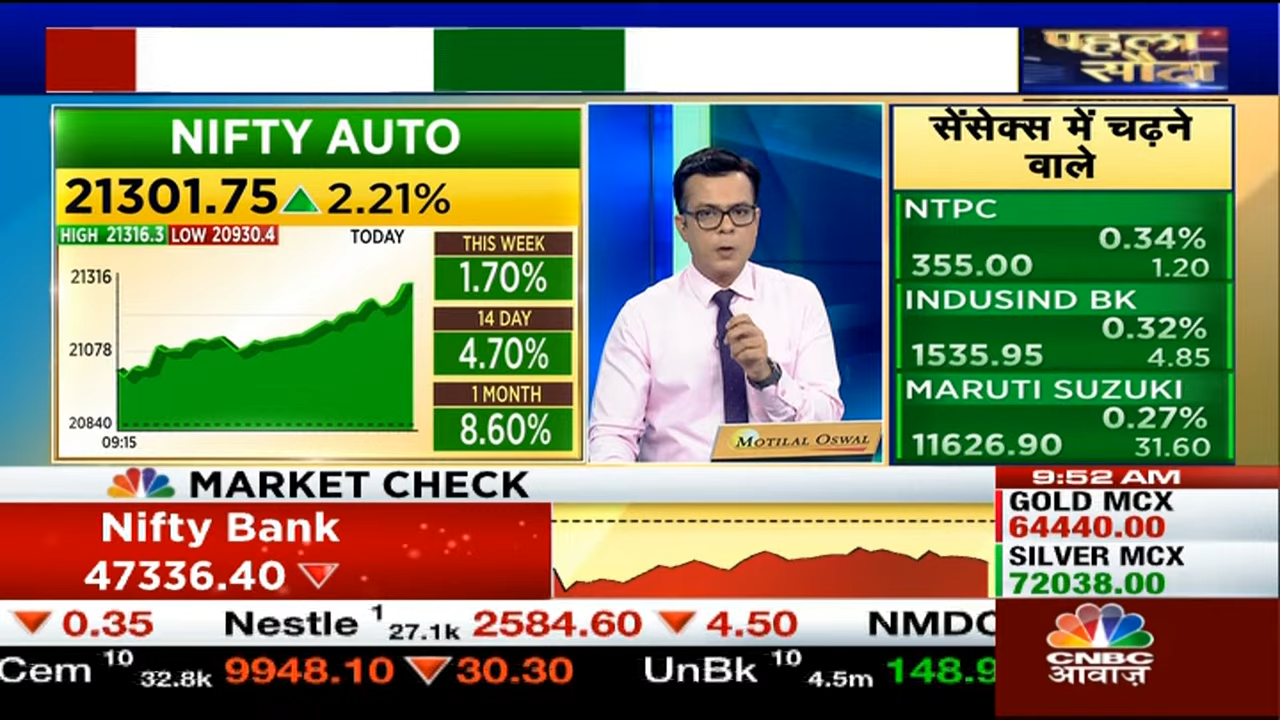 पहला
सौदा
NIFTY AUTO
21301.75 2.21%
HIGH 21316.3 LOW 20930.4
TODAY
21316
21078
20840
09:15
THIS WEEK
1.70%
14 DAY
4.70%
1 MONTH
8.60%
MOTILAL OSWAL
सेंसेक्स में चढ़ने
वाले
NTPC
0.34%
355.00 1.20
INDUSIND BK
0.32%
1535.95 4.85
MARUTI SUZUKI
0.27%
11626.90 31.60
MARKET CHECK
Nifty Bank
47336.40
9:52 AM
GOLD MCX
64440.00
SILVER MCX
72038.00
0.35 Nestle 1 27.1k 2584.60 4.50 NMDC
Cem 10 32.8k 9948.10 30.30 UnBk 10 4.5m 148.9
CNBC
आवाज़